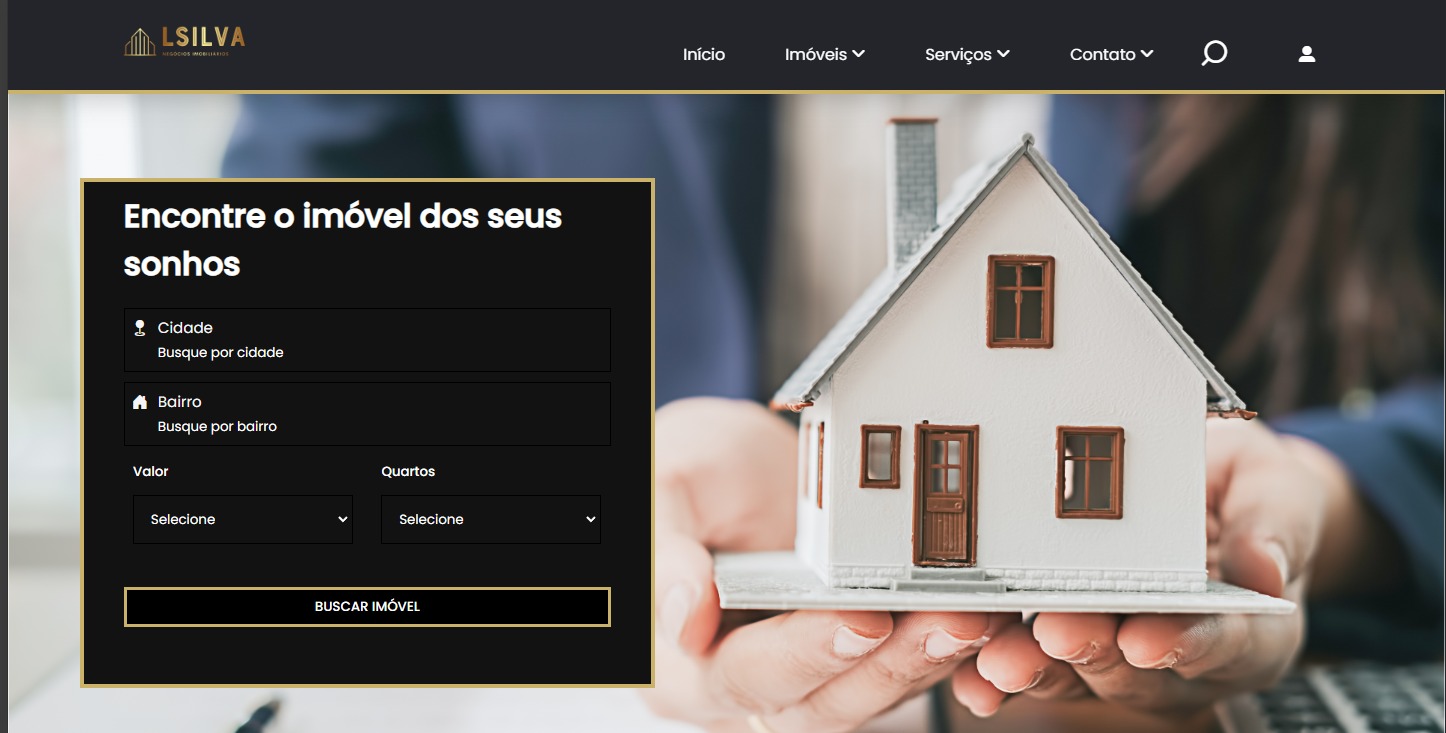 LSILVA
NEGÓCIOS IMOBILIÁRIOS
Início
Imóveis
Serviços
Contato
Encontre o imóvel dos seus
sonhos
Cidade
Busque por cidade
Bairro
Busque por bairro
Valor
Quartos
Selecione
Selecione
BUSCAR IMÓVEL